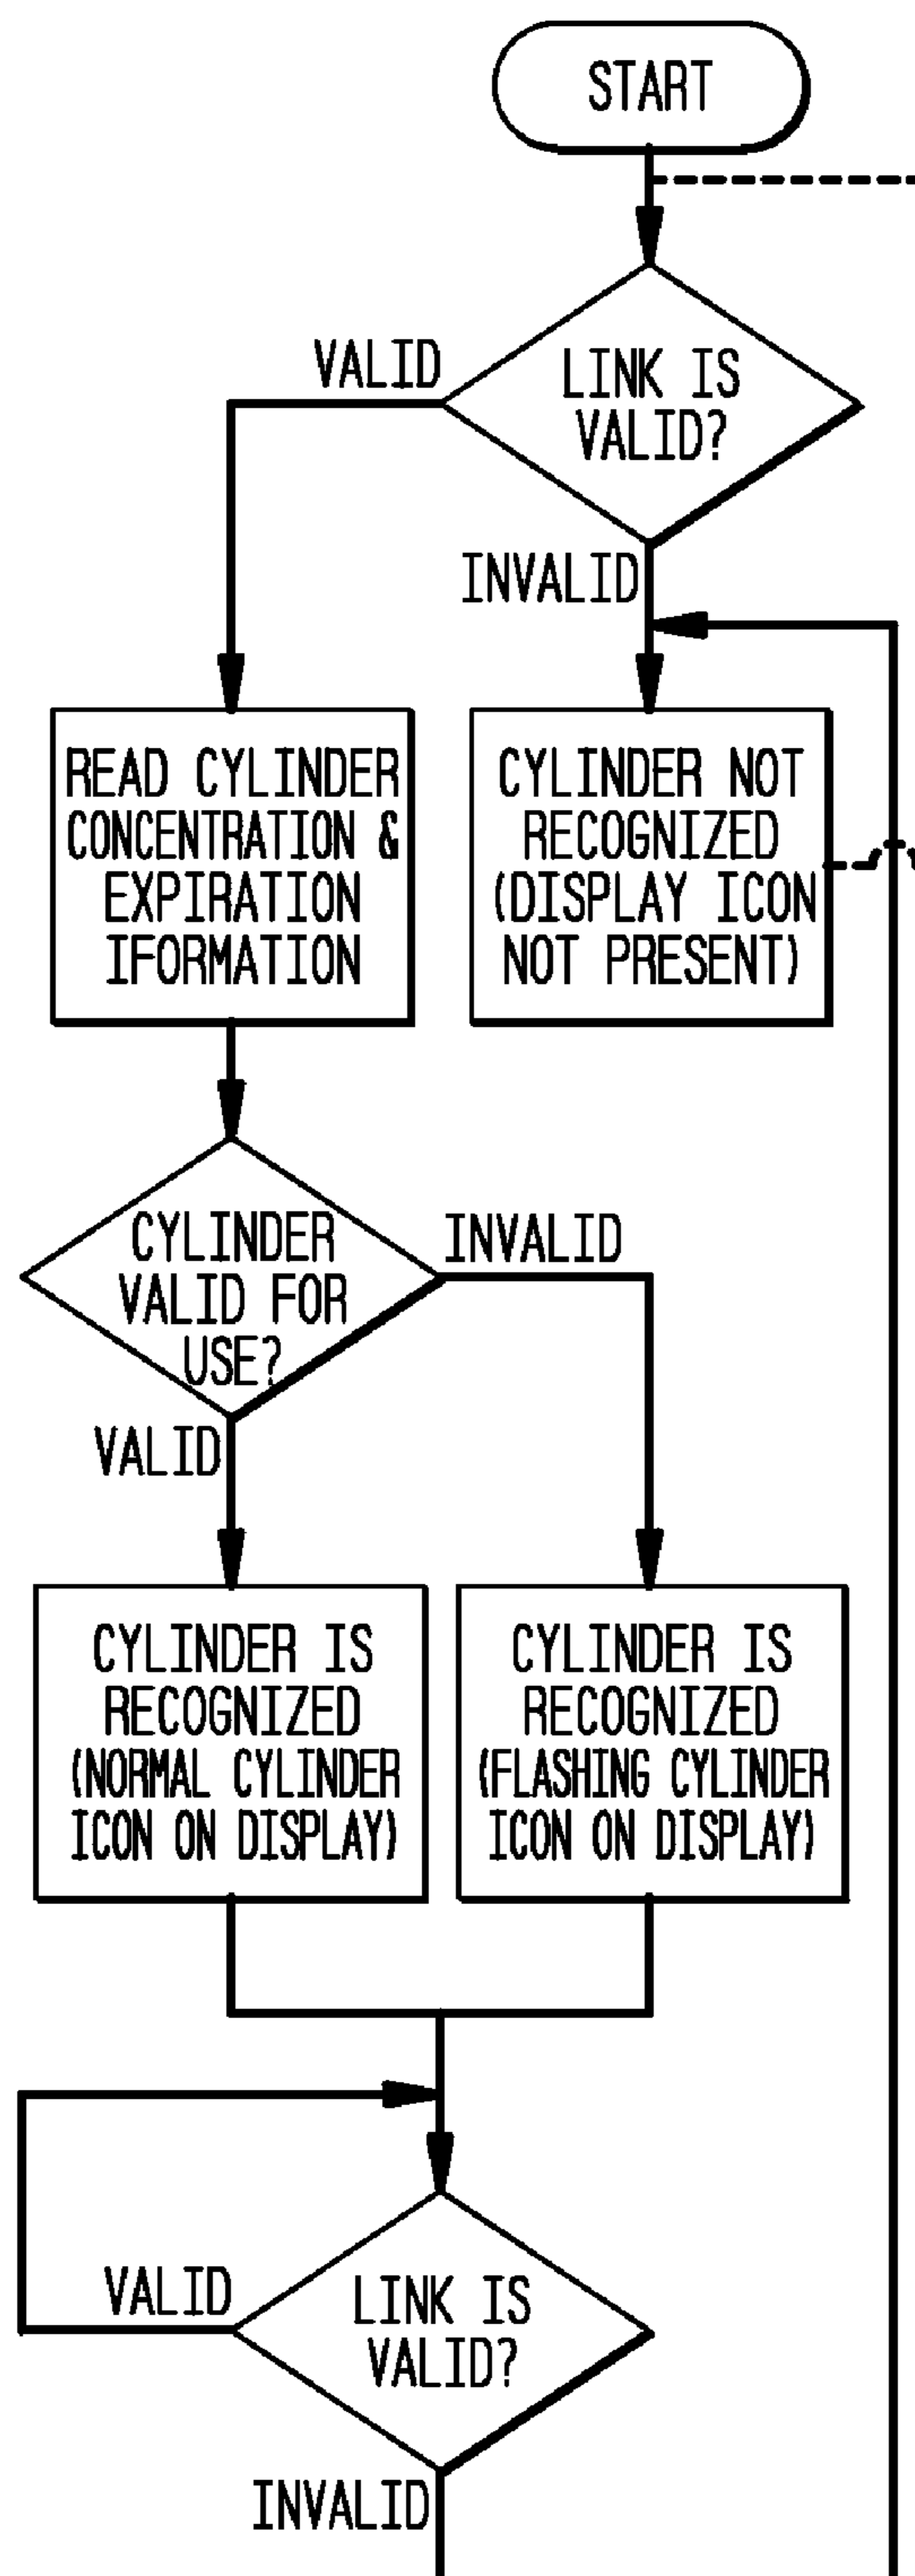 START
LINK IS
VALID?
VALID
INVALID
READ CYLINDER
CONCENTRATION &
EXPIRATION
IFORMATION
CYLINDER NOT
RECOGNIZED
(DISPLAY ICON
NOT PRESENT)
CYLINDER
VALID FOR
USE?
INVALID
VALID
CYLINDER IS
RECOGNIZED
(NORMAL CYLINDER
ICON ON DISPLAY)
CYLINDER IS
RECOGNIZED
(FLASHING CYLINDER
ICON ON DISPLAY)
VALID
LINK IS
VALID?
INVALID